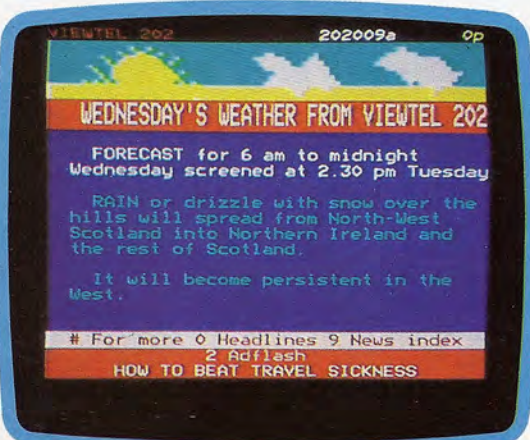 VIEWTEL 202 202009a 0p
WEDNESDAY'S WEATHER FROM VIEWTEL 202
FORECAST for 6 am to midnight
Wednesday screened at 2.30 pm Tuesday
RAIN or drizzle with snow over the
hills will spread from North-West
Scotland into Northern Ireland and
the rest of Scotland.
It will become persistent in the
West.
# For more 0 Headlines 9 News index
2 Adflash
HOW TO BEAT TRAVEL SICKNESS